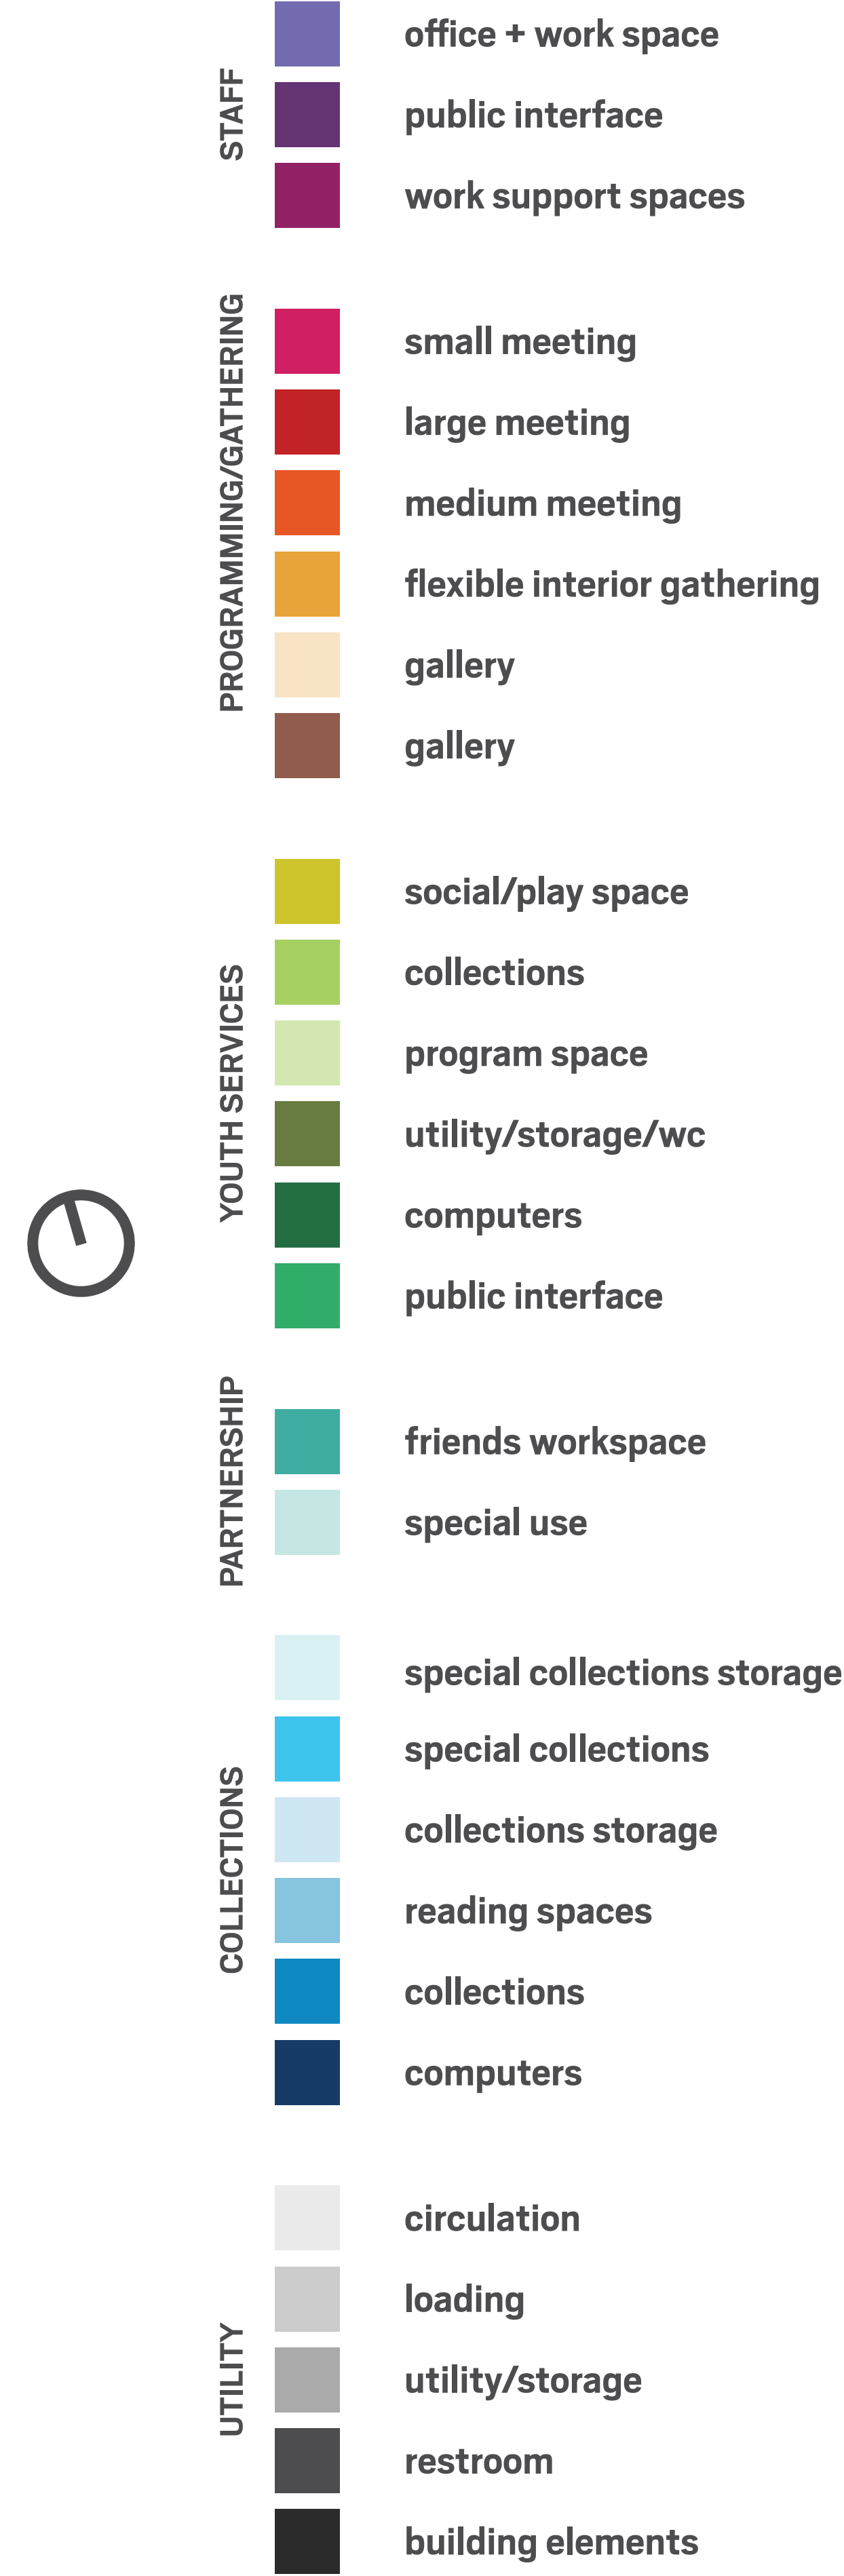 STAFF
office + work space
public interface
work support spaces
PROGRAMMING/GATHERING
small meeting
large meeting
medium meeting
flexible interior gathering
gallery
gallery
YOUTH SERVICES
social/play space
collections
program space
utility/storage/wc
computers
public interface
PARTNERSHIP
friends workspace
special use
COLLECTIONS
special collections storage
special collections
collections storage
reading spaces
collections
computers
UTILITY
circulation
loading
utility/storage
restroom
building elements